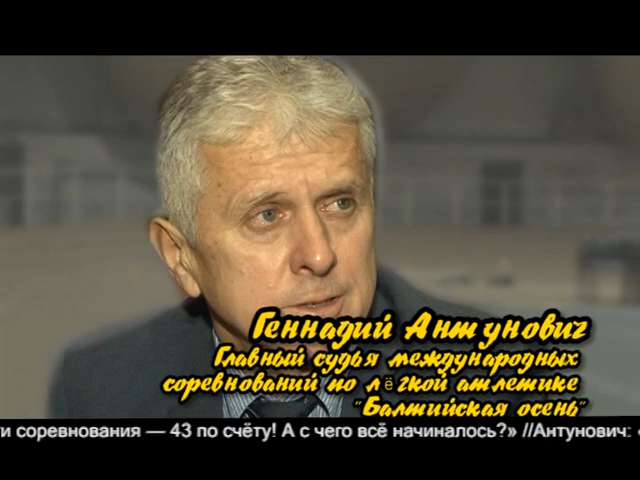 Геннадий Антунович
Главный судья международных
соревнований по лёгкой атлетике
"Балтийская осень"
ти соревнования — 43 по счёту! А с чего всё начиналось?» //Антунович: «